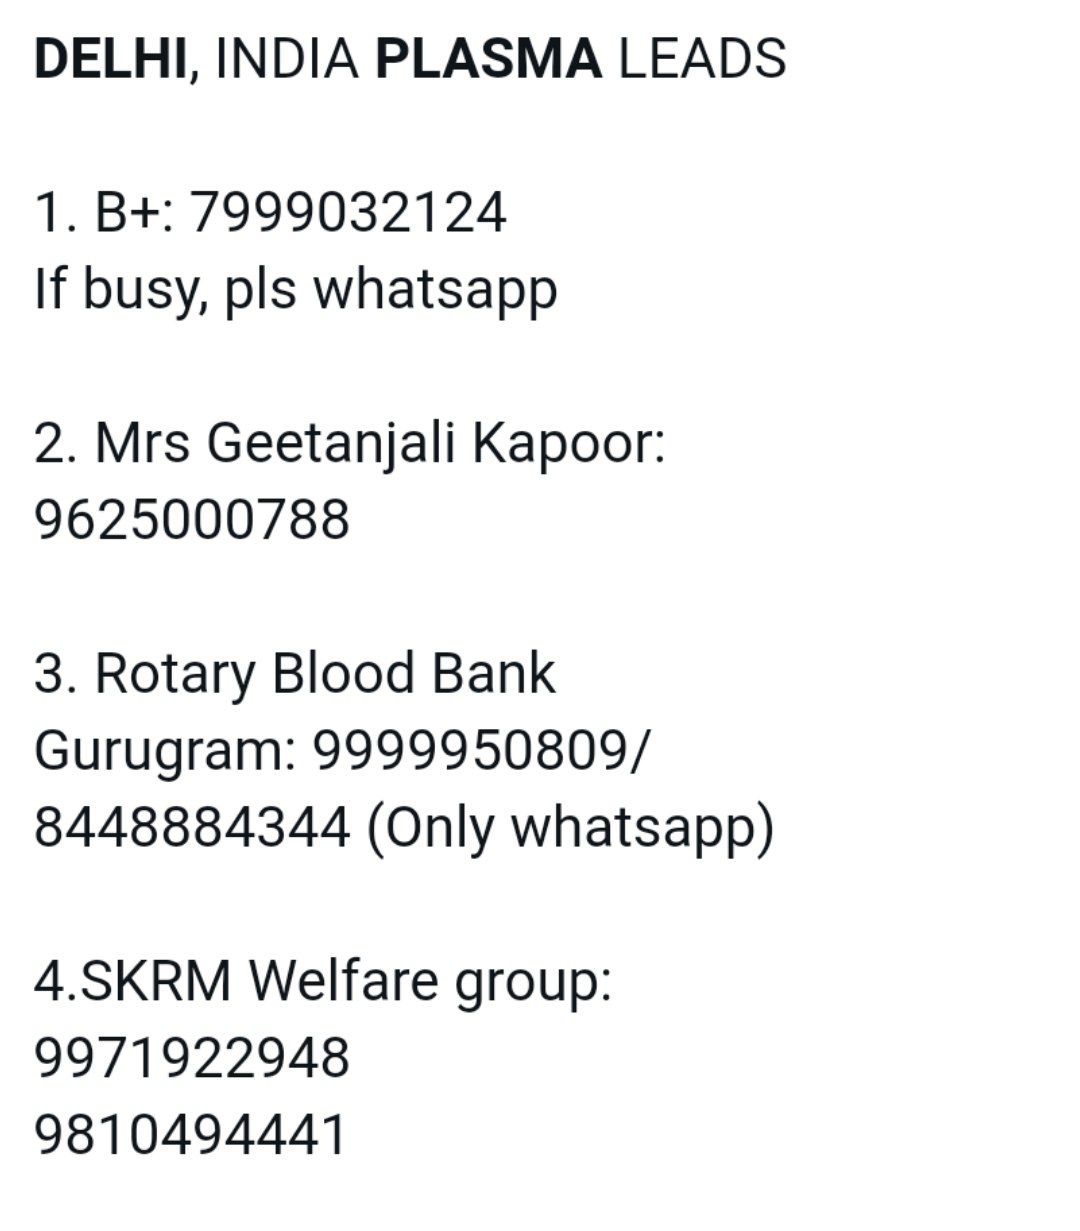 DELHI, INDIA PLASMA LEADS
1. B+: 7999032124
If busy, pls whatsapp
2. Mrs Geetanjali Kapoor:
9625000788
3. Rotary Blood Bank
Gurugram: 9999950809/
8448884344 (Only whatsapp)
4.SKRM Welfare group:
9971922948
9810494441